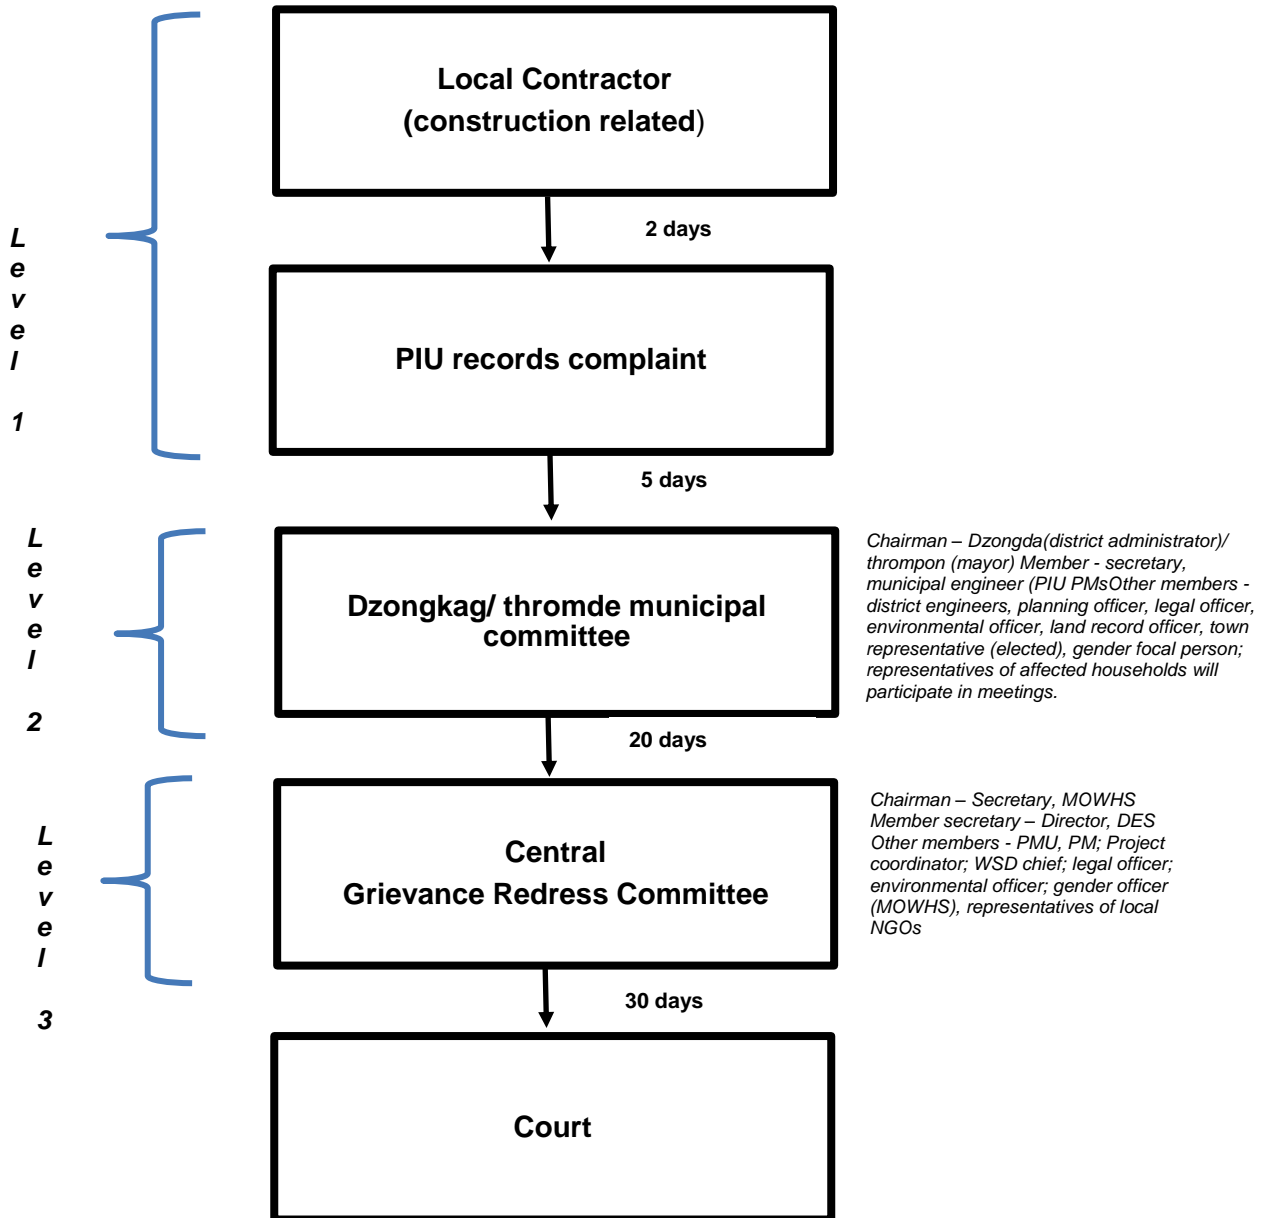 Local Contractor
(construction related)
2 days
Level 1
PIU records complaint
5 days
Level 2
Dzongkag/ thromde municipal
committee
Chairman – Dzongda(district administrator)/
thrompon (mayor) Member - secretary,
municipal engineer (PIU PMsOther members -
district engineers, planning officer, legal officer,
environmental officer, land record officer, town
representative (elected), gender focal person;
representatives of affected households will
participate in meetings.
20 days
Level 3
Central
Grievance Redress Committee
Chairman – Secretary, MOWHS
Member secretary – Director, DES
Other members - PMU, PM; Project
coordinator; WSD chief; legal officer;
environmental officer; gender officer
(MOWHS), representatives of local
NGOs
30 days
Court